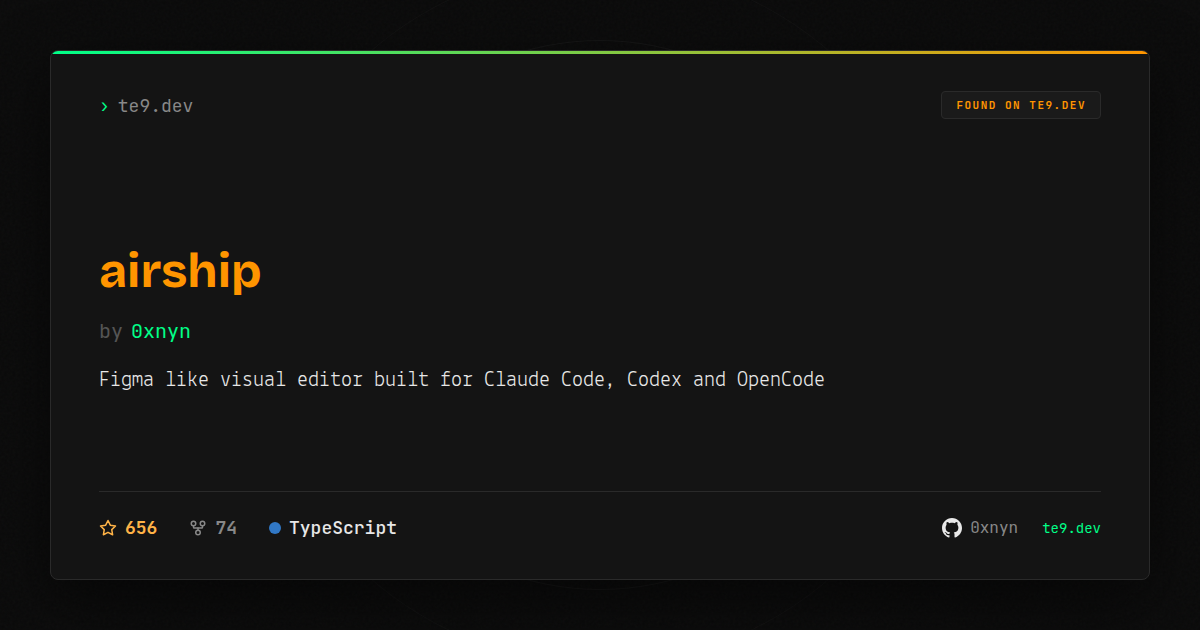 › te9.dev
FOUND ON TE9.DEV
airship
by 0xnyn
Figma like visual editor built for Claude Code, Codex and OpenCode
656 74 TypeScript 0xnyn te9.dev